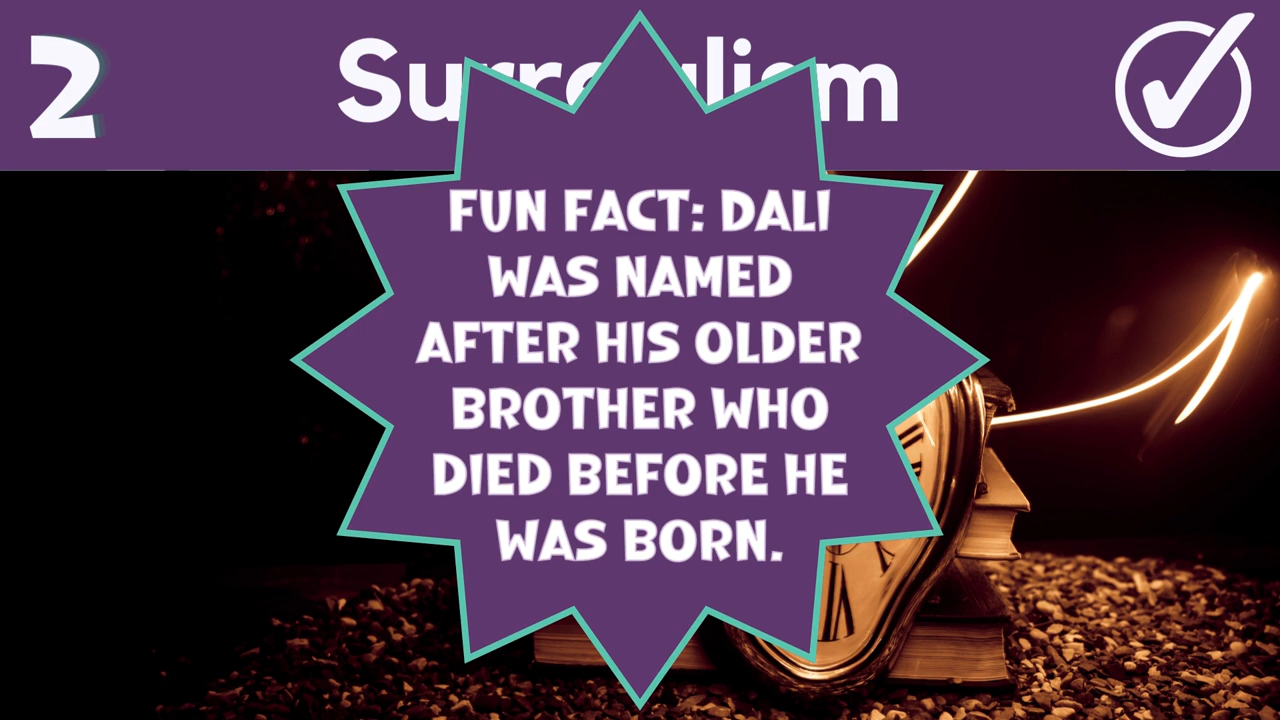 2
FUN FACT: DALI
WAS NAMED
AFTER HIS OLDER
BROTHER WHO
DIED BEFORE HE
WAS BORN.